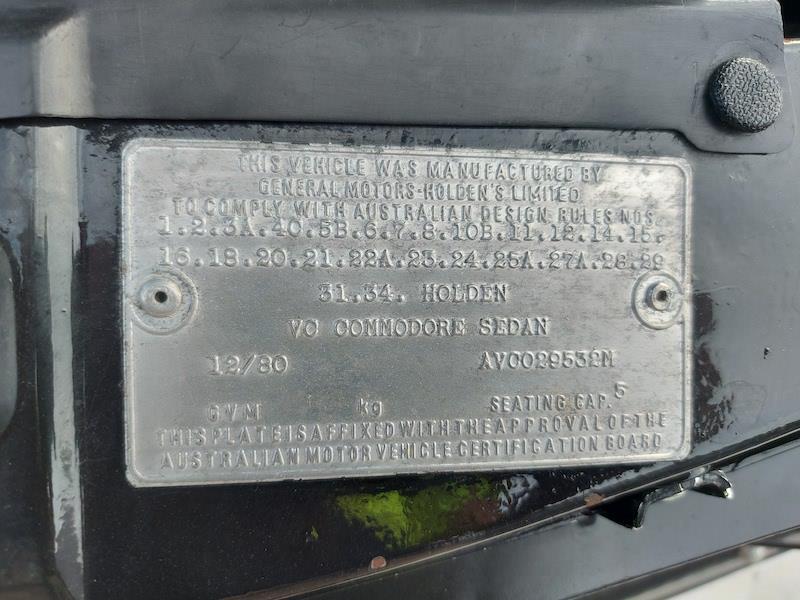 THIS VEHICLE WAS MANUFACTURED BY
GENERAL MOTORS-HOLDEN'S LIMITED
TO COMPLY WITH AUSTRALIAN DESIGN RULES NOS.
1.2.3A.4C.5B.6.7.8.10B.11.12.14.15.
16.18.20.21.22A.23.24.25A.27A.28.29
31.34. HOLDEN
VC COMMODORE SEDAN
12/80 AVC029532M
GVM kg SEATING CAP. 5
THIS PLATE IS AFFIXED WITH THE APPROVAL OF THE
AUSTRALIAN MOTOR VEHICLE CERTIFICATION BOARD